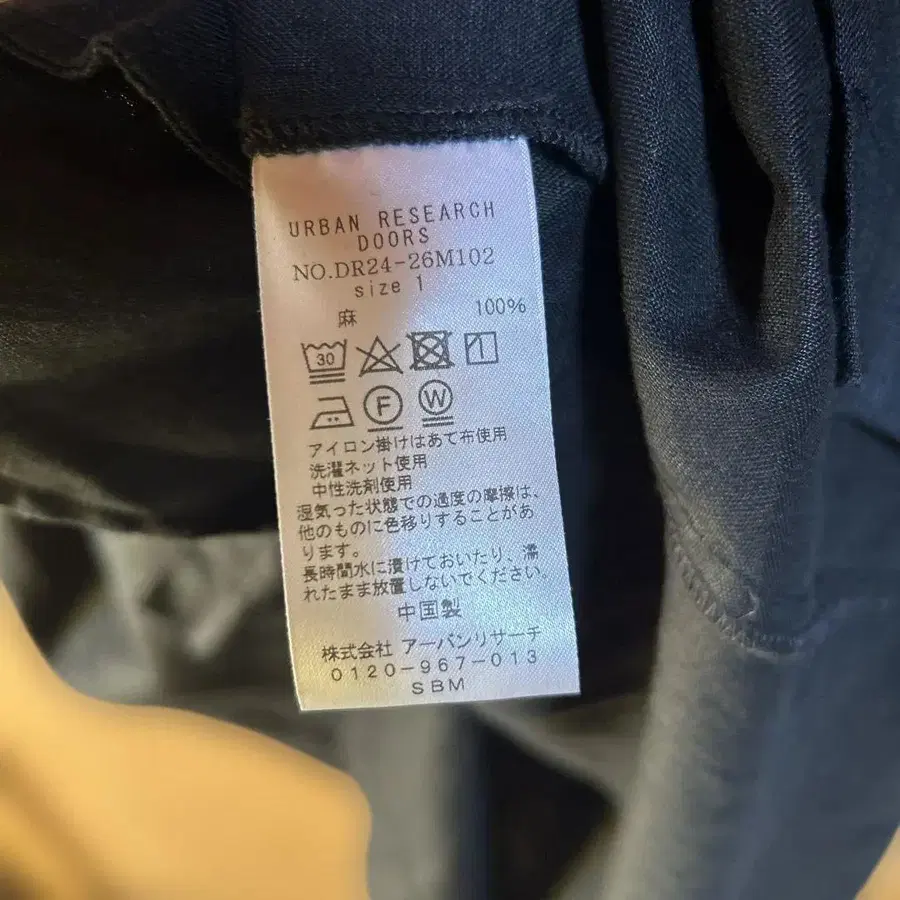 URBAN RESEARCH
DOORS
NO.DR24-26M102
size 1
麻 100%
30
F W
アイロン掛けはあて布使用
洗濯ネット使用
中性洗剤使用
湿気った状態での過度の摩擦は、
他のものに色移りすることがあ
ります。
長時間水に漬けておいたり、濡
れたまま放置しないでください。
中国製
株式会社 アーバンリサーチ
0120-967-013
SBM